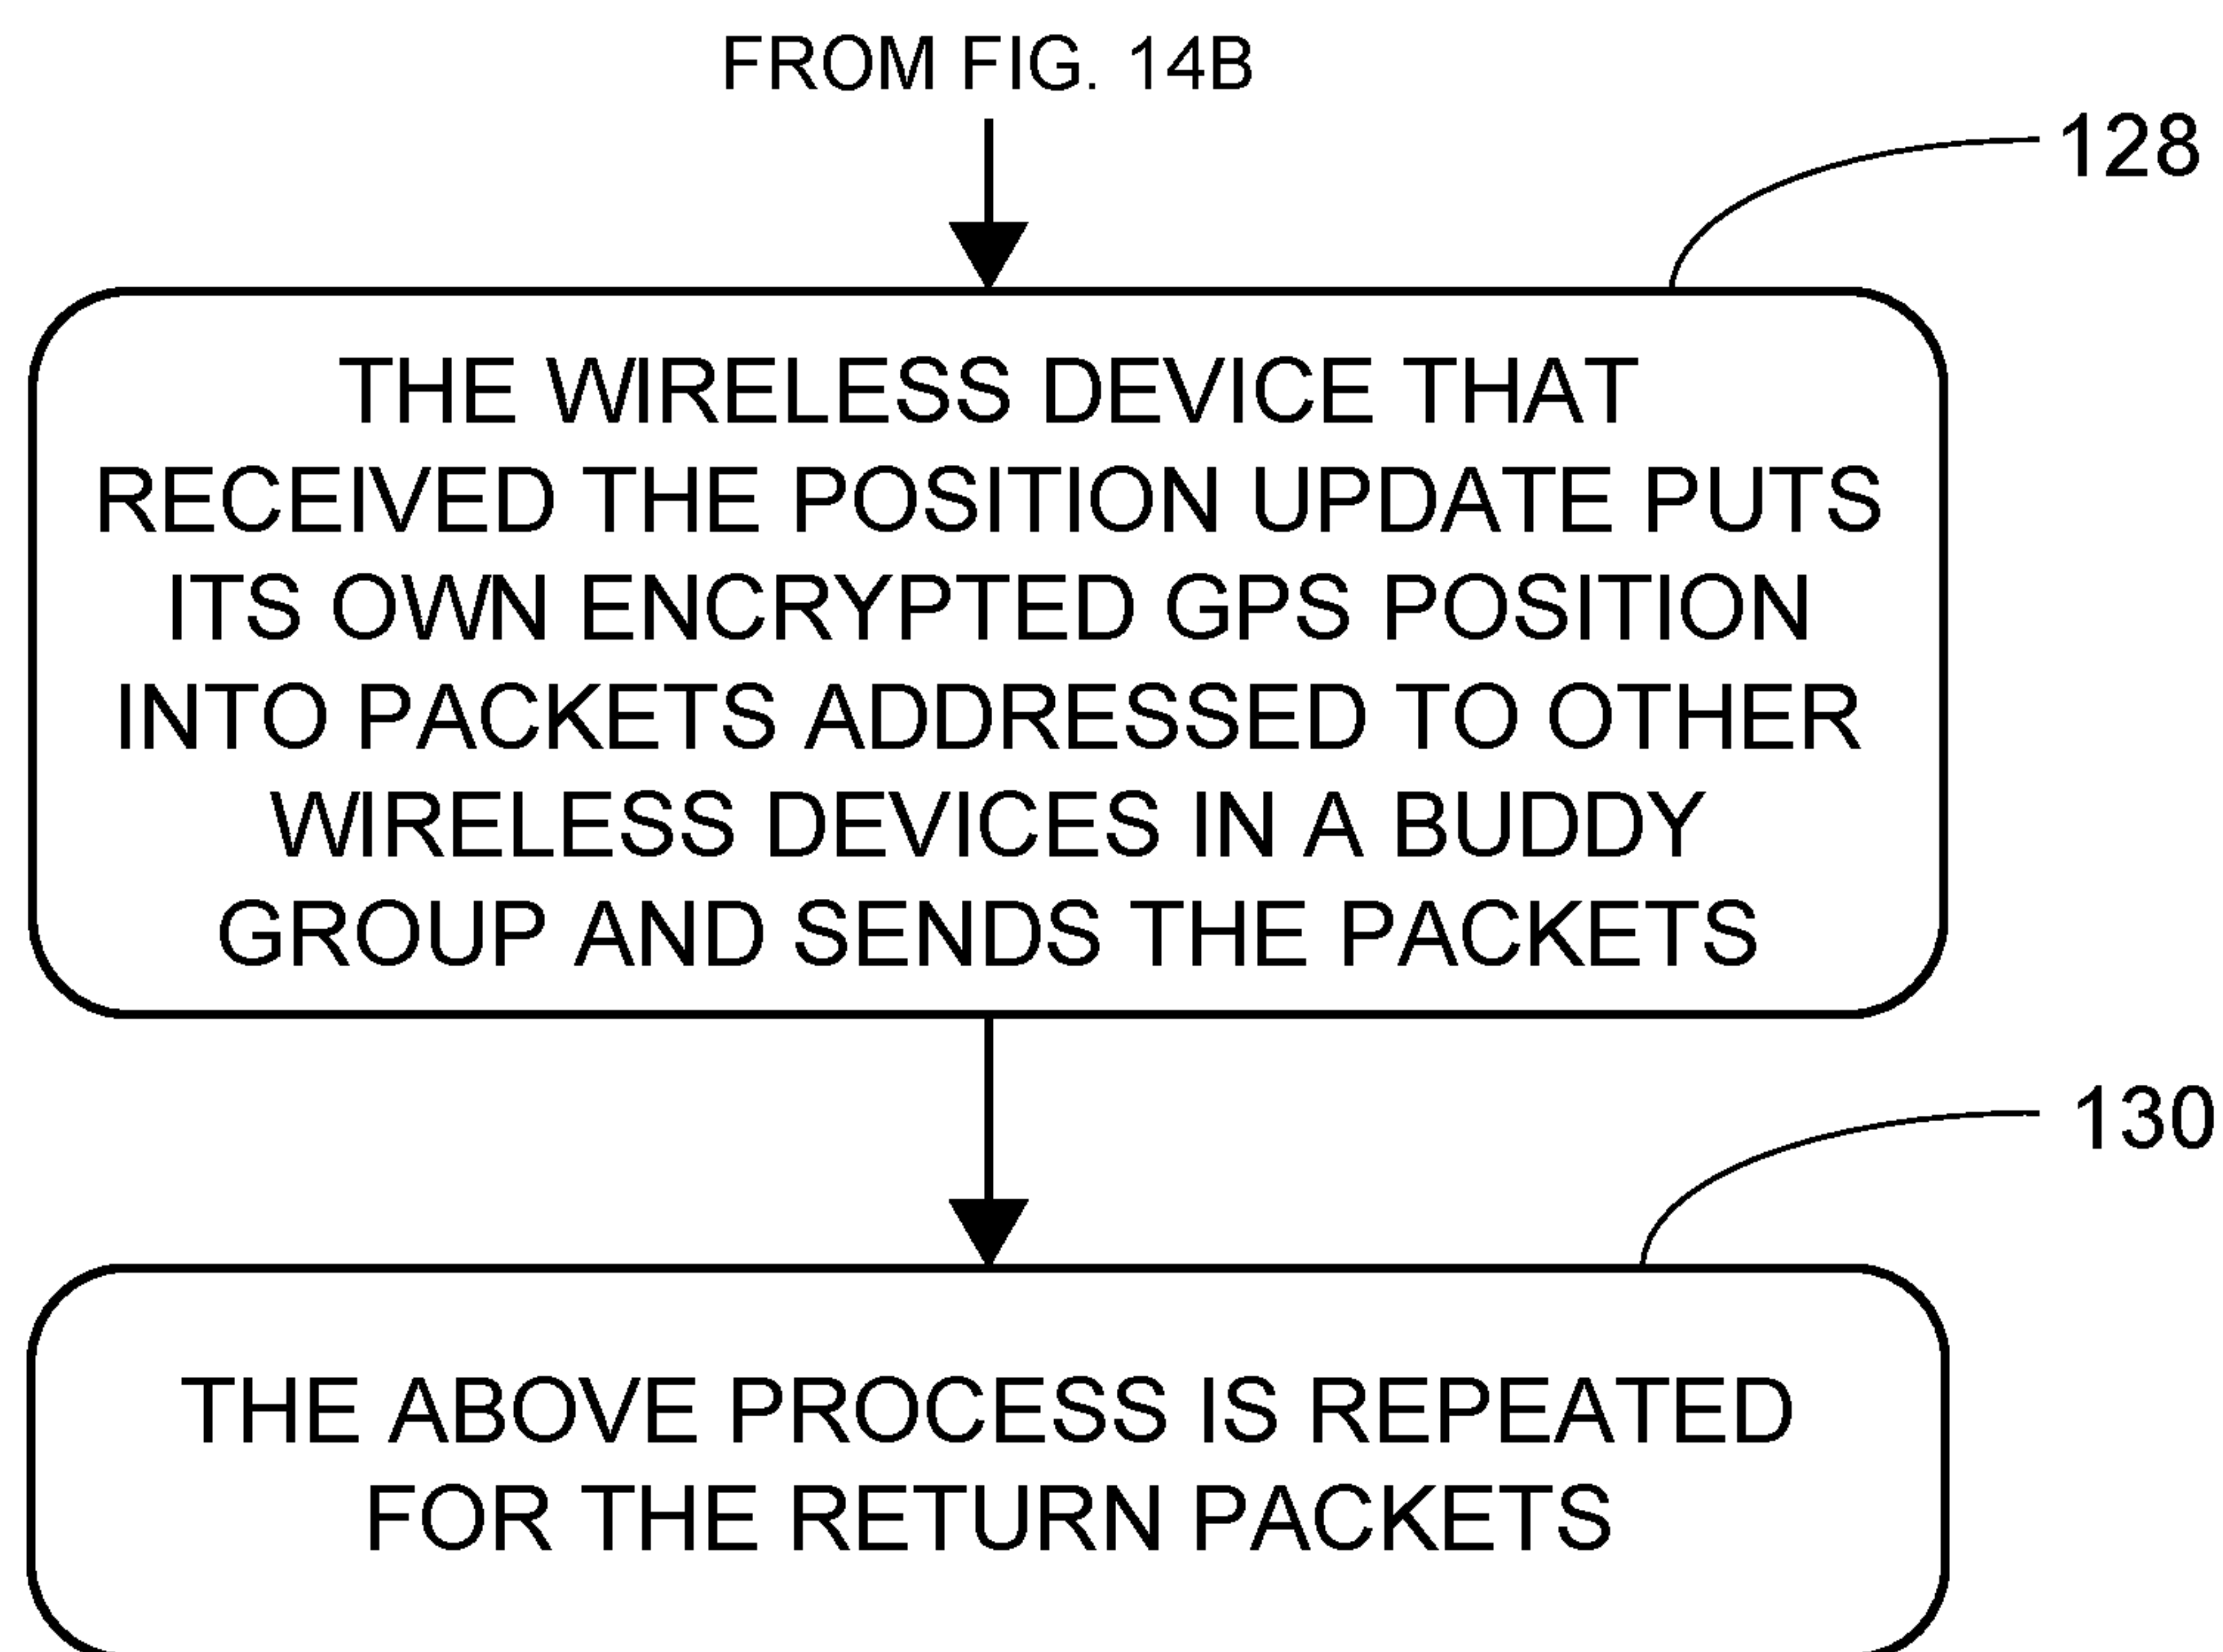 FROM FIG. 14B
128
THE WIRELESS DEVICE THAT
RECEIVED THE POSITION UPDATE PUTS
ITS OWN ENCRYPTED GPS POSITION
INTO PACKETS ADDRESSED TO OTHER
WIRELESS DEVICES IN A BUDDY
GROUP AND SENDS THE PACKETS
130
THE ABOVE PROCESS IS REPEATED
FOR THE RETURN PACKETS